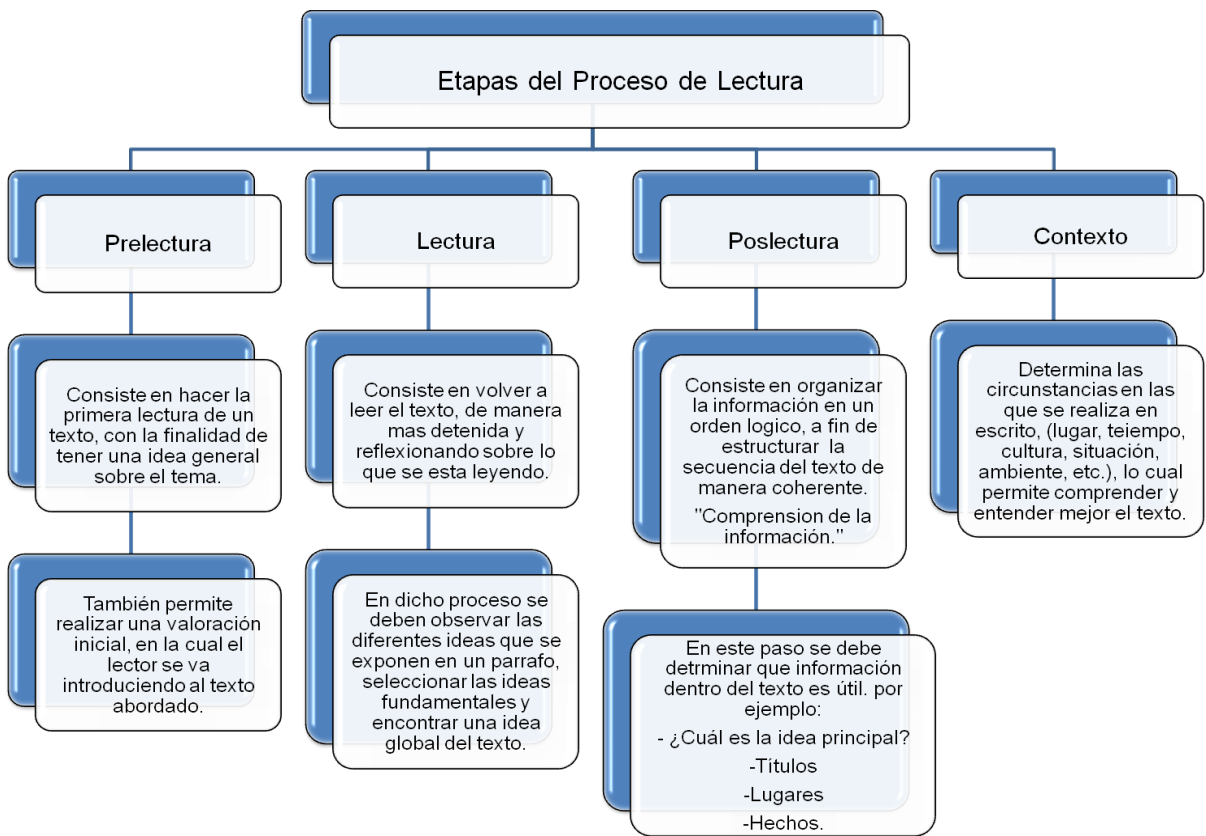 Etapas del Proceso de Lectura
Prelectura
Consiste en hacer la
primera lectura de un
texto, con la finalidad de
tener una idea general
sobre el tema.
También permite
realizar una valoración
inicial, en la cual el
lector se va
introduciendo al texto
abordado.
Lectura
Consiste en volver a
leer el texto, de manera
mas detenida y
reflexionando sobre lo
que se esta leyendo.
En dicho proceso se
deben observar las
diferentes ideas que se
exponen en un parrafo,
seleccionar las ideas
fundamentales y
encontrar una idea
global del texto.
Poslectura
Consiste en organizar
la información en un
orden logico, a fin de
estructurar la
secuencia del texto de
manera coherente.
"Comprension de la
información."
En este paso se debe
detrminar que información
dentro del texto es útil. por
ejemplo:
- ¿Cuál es la idea principal?
-Titulos
-Lugares
-Hechos.
Contexto
Determina las
circunstancias en las
que se realiza en
escrito, (lugar, teiempo,
cultura, situación,
ambiente, etc.), lo cual
permite comprender y
entender mejor el texto.